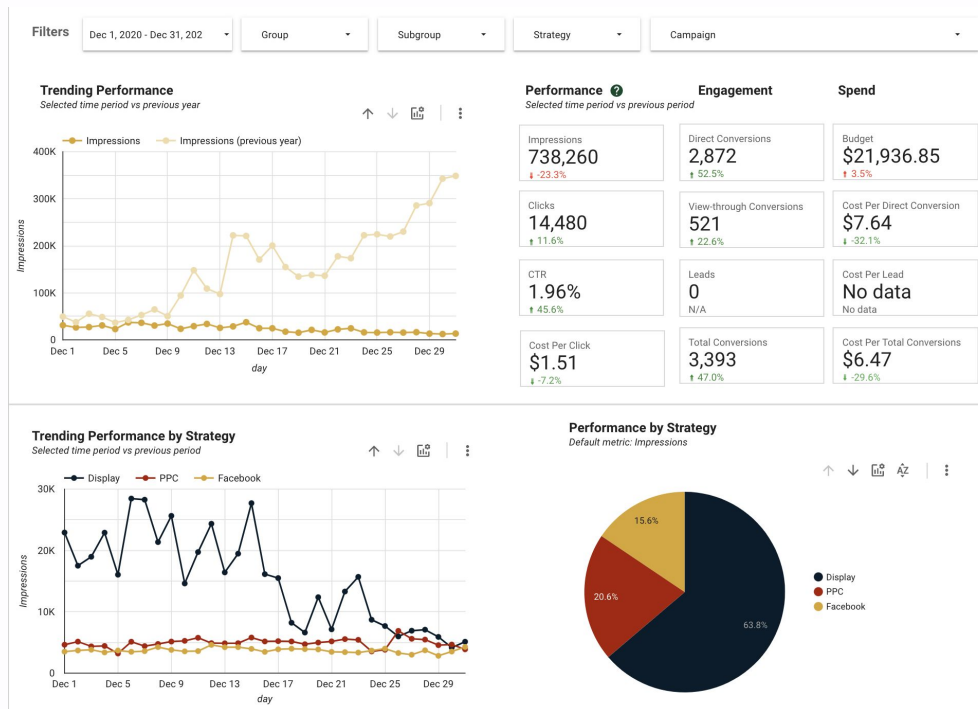 Filters
Dec 1, 2020 - Dec 31, 202
Group
Subgroup
Strategy
Campaign
Trending Performance
Selected time period vs previous year
Impressions
Impressions (previous year)
400K
300K
200K
100K
0
Impressions
Dec 1
Dec 5
Dec 9
Dec 13
Dec 17
Dec 21
Dec 25
Dec 29
day
Performance
?
Selected time period vs previous period
Engagement
Spend
Impressions
738,260
-23.3%
Direct Conversions
2,872
52.5%
Budget
$21,936.85
3.5%
Clicks
14,480
11.6%
View-through Conversions
521
22.6%
Cost Per Direct Conversion
$7.64
-32.1%
CTR
1.96%
45.6%
Leads
0
N/A
Cost Per Lead
No data
No data
Cost Per Click
$1.51
-7.2%
Total Conversions
3,393
47.0%
Cost Per Total Conversions
$6.47
-29.6%
Trending Performance by Strategy
Selected time period vs previous period
Display
PPC
Facebook
30K
20K
10K
0
Impressions
Dec 1
Dec 5
Dec 9
Dec 13
Dec 17
Dec 21
Dec 25
Dec 29
day
Performance by Strategy
Default metric: Impressions
AZ
15.6%
20.6%
63.8%
Display
PPC
Facebook